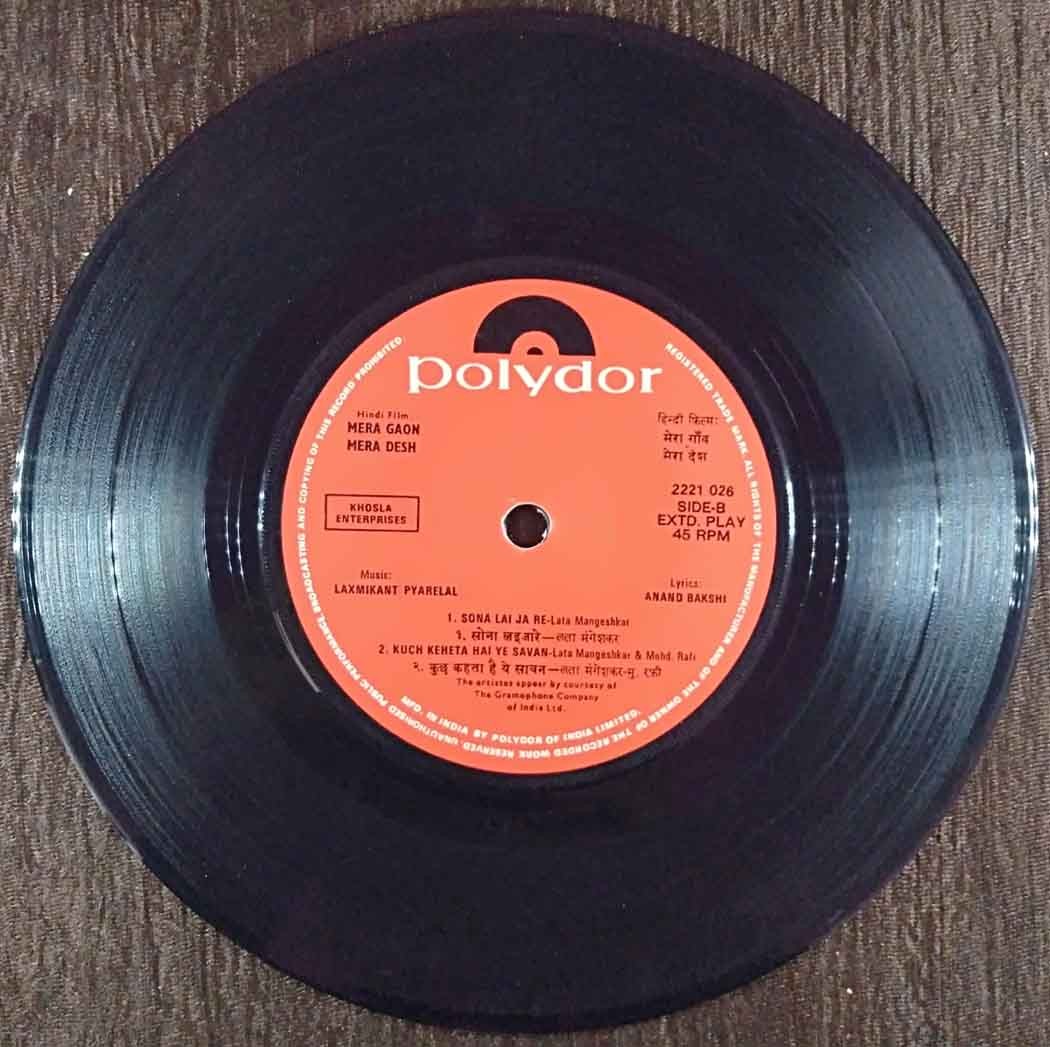 polydor
Hindi Film:
MERA GAON
MERA DESH
हिन्दी फिल्म:
मेरा गाँव
मेरा देश
KHOSLA
ENTERPRISES
2221 026
SIDE-B
EXTD. PLAY
45 RPM
Music:
LAXMIKANT PYARELAL
Lyrics:
ANAND BAKSHI
1. SONA LAI JA RE-Lata Mangeshkar
१. सोना लइजारे—लता मंगेशकर
2. KUCH KEHETA HAI YE SAVAN-Lata Mangeshkar & Mohd. Rafi
२. कुछ कहता है ये सावन—लता मंगेशकर-मु. रफ़ी
The artistes appear by courtesy of
The Gramophone Company
of India Ltd.
REGISTERED TRADE MARK. ALL RIGHTS OF THE MANUFACTURER AND OF THE OWNER OF THE RECORDED WORK RESERVED. UNAUTHORISED PUBLIC PERFORMANCE, BROADCASTING AND COPYING OF THIS RECORD PROHIBITED
MFD. IN INDIA BY POLYDOR OF INDIA LIMITED.